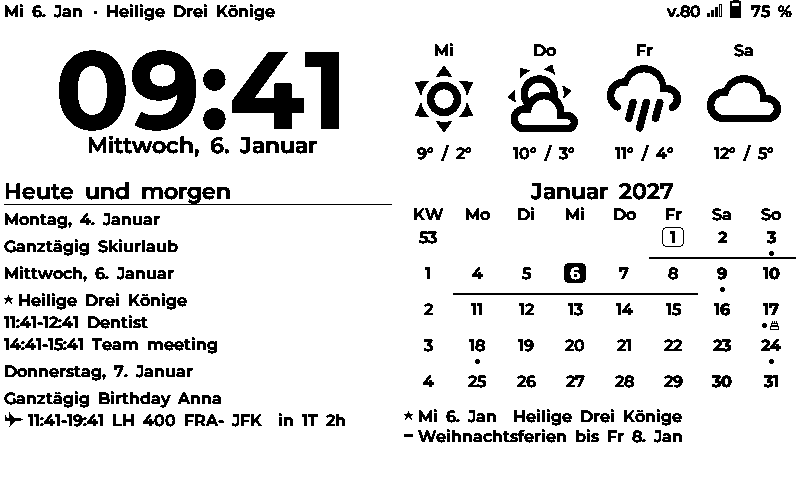 Mi 6. Jan · Heilige Drei Könige
v.80 75 %
09:41
Mittwoch, 6. Januar
Mi Do Fr Sa
9° / 2° 10° / 3° 11° / 4° 12° / 5°
Heute und morgen
Montag, 4. Januar
Ganztägig Skiurlaub
Mittwoch, 6. Januar
★ Heilige Drei Könige
11:41-12:41 Dentist
14:41-15:41 Team meeting
Donnerstag, 7. Januar
Ganztägig Birthday Anna
✈ 11:41-19:41 LH 400 FRA- JFK in 1T 2h
Januar 2027
KW Mo Di Mi Do Fr Sa So
53 1 2 3
1 4 5 6 7 8 9 10
2 11 12 13 14 15 16 17
3 18 19 20 21 22 23 24
4 25 26 27 28 29 30 31
★ Mi 6. Jan Heilige Drei Könige
– Weihnachtsferien bis Fr 8. Jan